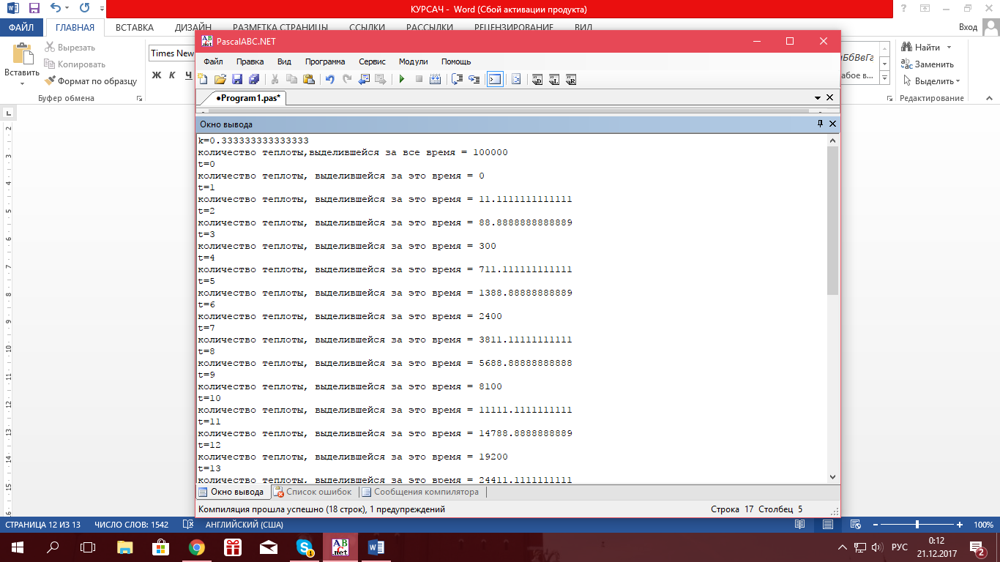 КУРСАЧ - Word (Сбой активации продукта)
ФАЙЛ ГЛАВНАЯ ВСТАВКА ДИЗАЙН РАЗМЕТКА СТРАНИЦЫ ССЫЛКИ РАССЫЛКИ РЕЦЕНЗИРОВАНИЕ ВИД Вход
Вставить
Вырезать
Копировать
Формат по образцу
Буфер обмена
Times New
Ж К Ч
Найти
Заменить
Выделить
Редактирование
PascalABC.NET
Файл Правка Вид Программа Сервис Модули Помощь
●Program1.pas*
Окно вывода
k=0.333333333333333
количество теплоты,выделившейся за все время = 100000
t=0
количество теплоты, выделившейся за это время = 0
t=1
количество теплоты, выделившейся за это время = 11.1111111111111
t=2
количество теплоты, выделившейся за это время = 88.8888888888889
t=3
количество теплоты, выделившейся за это время = 300
t=4
количество теплоты, выделившейся за это время = 711.111111111111
t=5
количество теплоты, выделившейся за это время = 1388.88888888889
t=6
количество теплоты, выделившейся за это время = 2400
t=7
количество теплоты, выделившейся за это время = 3811.11111111111
t=8
количество теплоты, выделившейся за это время = 5688.88888888888
t=9
количество теплоты, выделившейся за это время = 8100
t=10
количество теплоты, выделившейся за это время = 11111.1111111111
t=11
количество теплоты, выделившейся за это время = 14788.8888888889
t=12
количество теплоты, выделившейся за это время = 19200
t=13
количество теплоты, выделившейся за это время = 24411.1111111111
Окно вывода Список ошибок Сообщения компилятора
Компиляция прошла успешно (18 строк), 1 предупреждений Строка 17 Столбец 5
СТРАНИЦА 12 ИЗ 13 ЧИСЛО СЛОВ: 1542 АНГЛИЙСКИЙ (США) 100%
РУС
0:12
21.12.2017